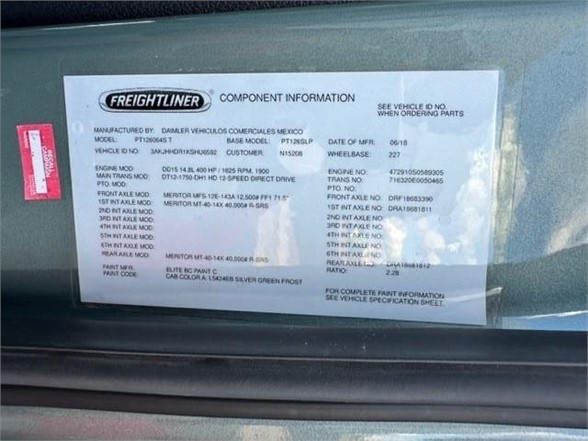 FREIGHTLINER COMPONENT INFORMATION
SEE VEHICLE ID NO.
WHEN ORDERING PARTS
MANUFACTURED BY: DAIMLER VEHICULOS COMERCIALES MEXICO DATE OF MFR: 06/18
MODEL: PT126064S T BASE MODEL: PT126SLP WHEELBASE: 227
VEHICLE ID NO: 3AKJHHDR1KSHU6592 CUSTOMER: N15208
ENGINE MOD: DD15 14.8L 400 HP / 1625 RPM, 1900 ENGINE NO: 472910S0589305
MAIN TRANS MOD: DT12-1750-DH1 HD 12-SPEED DIRECT DRIVE TRANS NO: 716320E0050465
PTO. MOD: PTO. NO:
FRONT AXLE MOD: MERITOR MFS-12E-143A 12,500# FF1 71.5" FRONT AXLE NO: DRF18683390
1ST INT AXLE MOD: MERITOR MT-40-14X 40,000# R-SR5 1ST INT AXLE NO: DRA18681811
2ND INT AXLE MOD: 2ND INT AXLE NO:
3RD INT AXLE MOD: 3RD INT AXLE NO:
4TH INT AXLE MOD: 4TH INT AXLE NO:
5TH INT AXLE MOD: 5TH INT AXLE NO:
6TH INT AXLE MOD: 6TH INT AXLE NO:
REAR AXLE MOD: MERITOR MT-40-14X 40,000# R-SR5 REAR AXLE NO: DRA18681812
RATIO: 2.28
PAINT MFR: ELITE BC PAINT C
PAINT CODE: CAB COLOR A: L5434EB SILVER GREEN FROST
FOR COMPLETE PAINT INFORMATION
SEE VEHICLE SPECIFICATION SHEET.
RECALL
CAMPAIGN